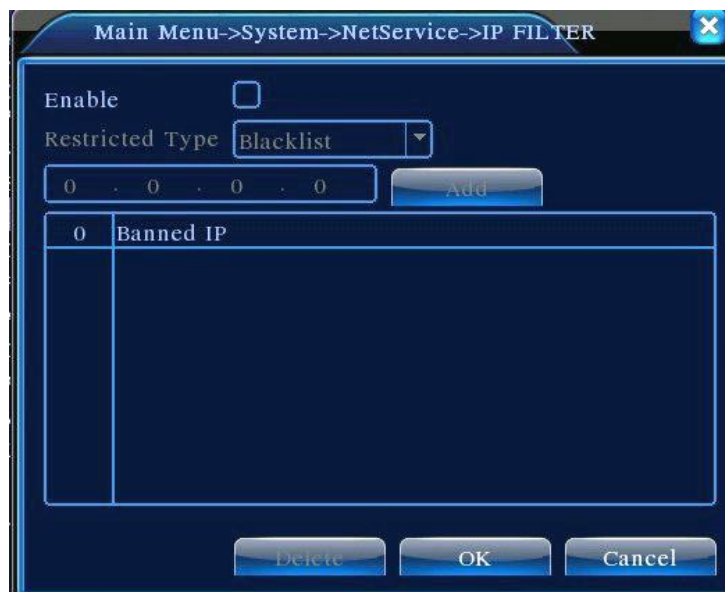 Main Menu->System->NetService->IP FILTER
Enable
Restricted Type Blacklist
0 . 0 . 0 . 0 Add
0 Banned IP
Delete OK Cancel